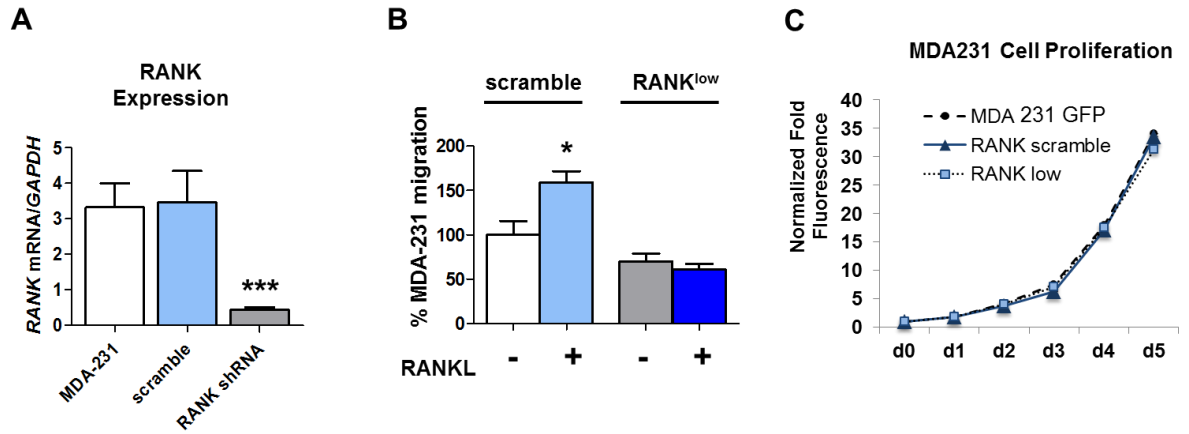 A
RANK
Expression
RANK mRNA/GAPDH
5
4
3
2
1
0
***
MDA-231
scramble
RANK shRNA
B
scramble
RANKlow
% MDA-231 migration
200
150
100
50
0
*
RANKL
- + - +
C
MDA231 Cell Proliferation
Normalized Fold
Fluorescence
40
35
30
25
20
15
10
5
0
MDA 231 GFP
RANK scramble
RANK low
d0 d1 d2 d3 d4 d5